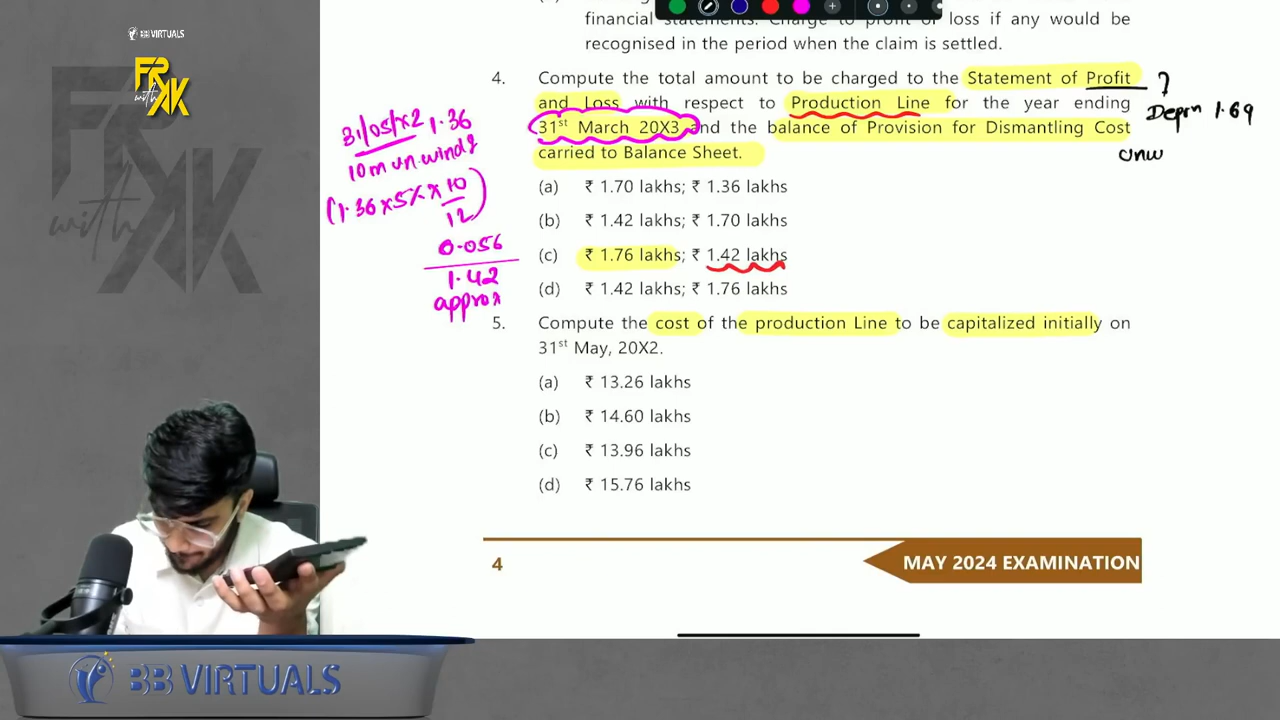 BB VIRTUALS
FR
with AK
financial statements. Charge to profit or loss if any would be
recognised in the period when the claim is settled.
4. Compute the total amount to be charged to the Statement of Profit
and Loss with respect to Production Line for the year ending
31st March 20X3 and the balance of Provision for Dismantling Cost
carried to Balance Sheet.
(a) ₹ 1.70 lakhs; ₹ 1.36 lakhs
(b) ₹ 1.42 lakhs; ₹ 1.70 lakhs
(c) ₹ 1.76 lakhs; ₹ 1.42 lakhs
(d) ₹ 1.42 lakhs; ₹ 1.76 lakhs
5. Compute the cost of the production Line to be capitalized initially on
31st May, 20X2.
(a) ₹ 13.26 lakhs
(b) ₹ 14.60 lakhs
(c) ₹ 13.96 lakhs
(d) ₹ 15.76 lakhs
4
MAY 2024 EXAMINATION
31/05/x2 1.36
10m un.windg
(1.36x5%x 10/12)
0.056
1.42
approx
?
Deprn 1.69
unw
BB VIRTUALS